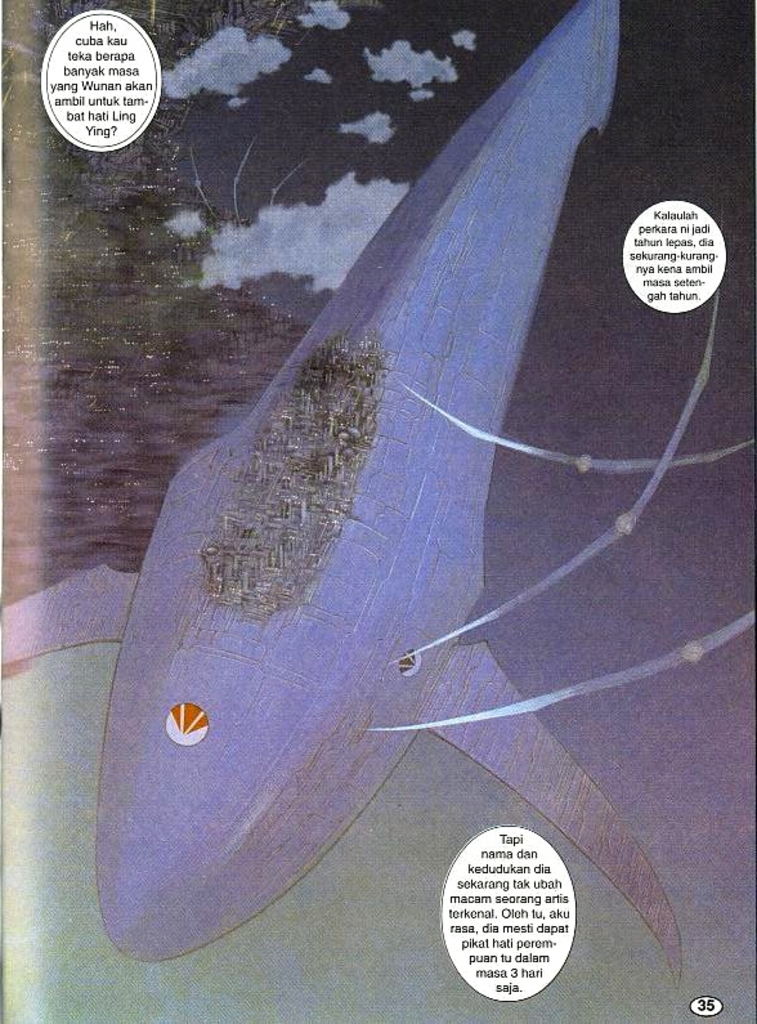 Hah,
cuba kau
teka berapa
banyak masa
yang Wunan akan
ambil untuk tam-
bat hati Ling
Ying?
Kalaulah
perkara ni jadi
tahun lepas, dia
sekurang-kurang-
nya kena ambil
masa seten-
gah tahun.
Tapi
nama dan
kedudukan dia
sekarang tak ubah
macam seorang artis
terkenal. Oleh tu, aku
rasa, dia mesti dapat
pikat hati perem-
puan tu dalam
masa 3 hari
saja.
35